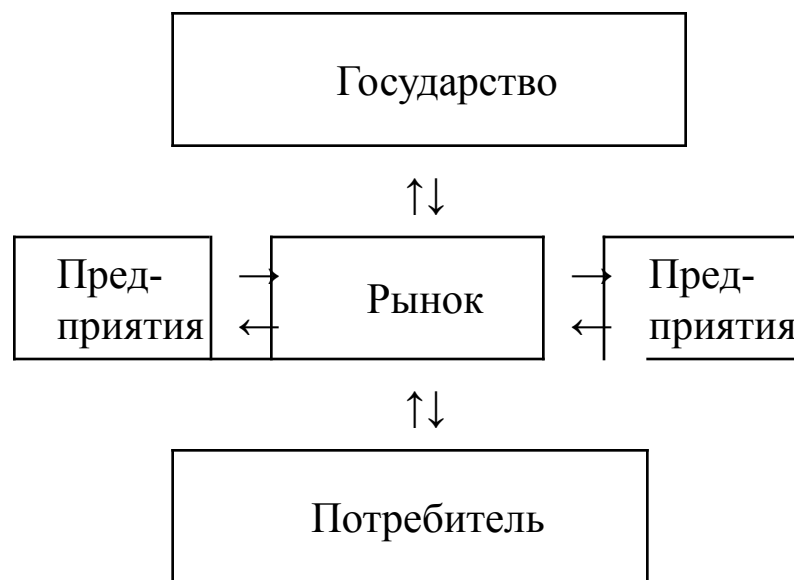 Государство
↑↓
Пред- → Рынок → Пред-
приятия ← ← приятия
↑↓
Потребитель